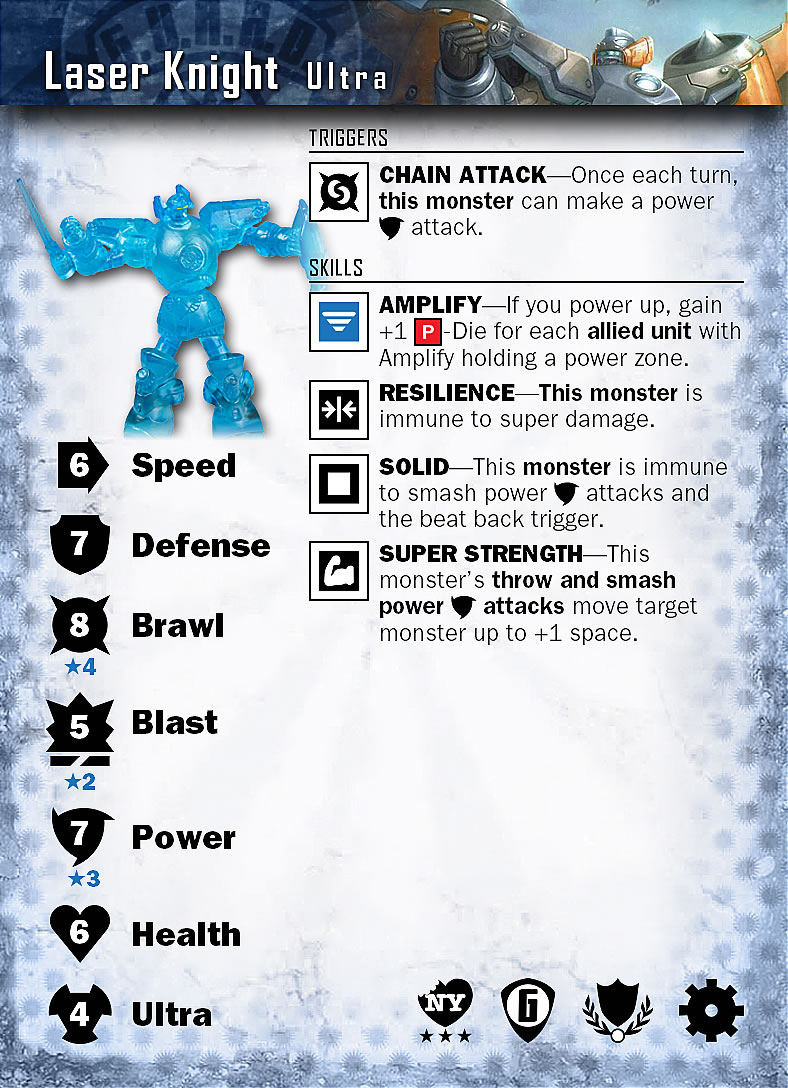 G.U.A.R.D
Laser Knight Ultra
TRIGGERS
CHAIN ATTACK—Once each turn,
this monster can make a power
attack.
SKILLS
AMPLIFY—If you power up, gain
+1 P-Die for each allied unit with
Amplify holding a power zone.
RESILIENCE—This monster is
immune to super damage.
SOLID—This monster is immune
to smash power attacks and
the beat back trigger.
SUPER STRENGTH—This
monster's throw and smash
power attacks move target
monster up to +1 space.
6 Speed
7 Defense
8 Brawl
★4
5 Blast
★2
7 Power
★3
6 Health
4 Ultra
NY
★★★
G